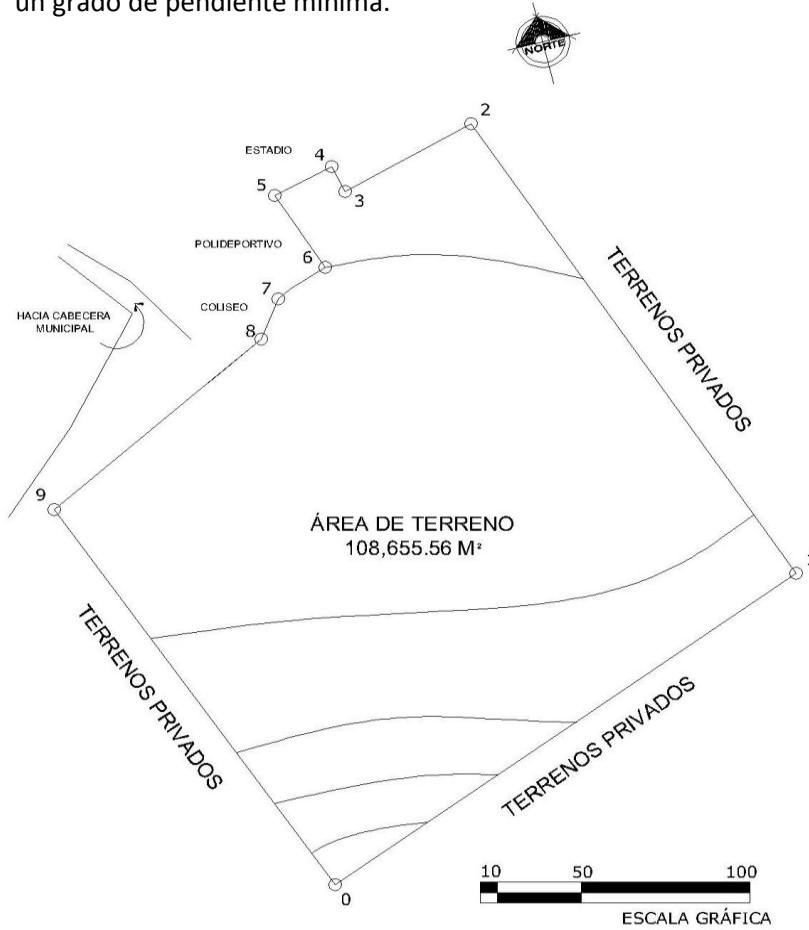 un grado de pendiente mínima.
NORTE
2
ESTADIO
4
5
3
POLIDEPORTIVO
6
7
COLISEO
8
HACIA CABECERA
MUNICIPAL
TERRENOS PRIVADOS
9
ÁREA DE TERRENO
108,655.56 M²
TERRENOS PRIVADOS
TERRENOS PRIVADOS
0
10 50 100
ESCALA GRÁFICA